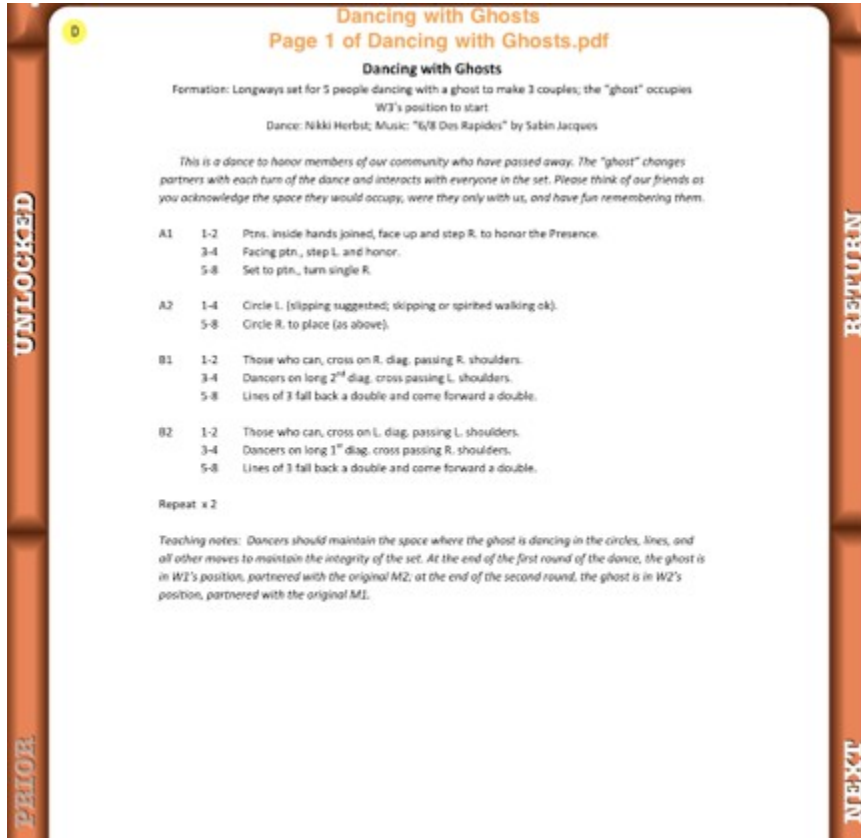 D
Dancing with Ghosts
Page 1 of Dancing with Ghosts.pdf
Dancing with Ghosts
Formation: Longways set for 5 people dancing with a ghost to make 3 couples; the "ghost" occupies
W3's position to start
Dance: Nikki Herbst; Music: "6/8 Des Rapides" by Sabin Jacques
This is a dance to honor members of our community who have passed away. The "ghost" changes
partners with each turn of the dance and interacts with everyone in the set. Please think of our friends as
you acknowledge the space they would occupy, were they only with us, and have fun remembering them.
A1 1-2 Ptns. inside hands joined, face up and step R. to honor the Presence.
3-4 Facing ptn., step L. and honor.
5-8 Set to ptn., turn single R.
A2 1-4 Circle L. (slipping suggested; skipping or spirited walking ok).
5-8 Circle R. to place (as above).
B1 1-2 Those who can, cross on R. diag. passing R. shoulders.
3-4 Dancers on long 2nd diag. cross passing L. shoulders.
5-8 Lines of 3 fall back a double and come forward a double.
B2 1-2 Those who can, cross on L. diag. passing L. shoulders.
3-4 Dancers on long 1st diag. cross passing R. shoulders.
5-8 Lines of 3 fall back a double and come forward a double.
Repeat x 2
Teaching notes: Dancers should maintain the space where the ghost is dancing in the circles, lines, and
all other moves to maintain the integrity of the set. At the end of the first round of the dance, the ghost is
in W1's position, partnered with the original M2; at the end of the second round, the ghost is in W2's
position, partnered with the original M1.
UNLOCKED
PRIOR
RETURN
NEXT